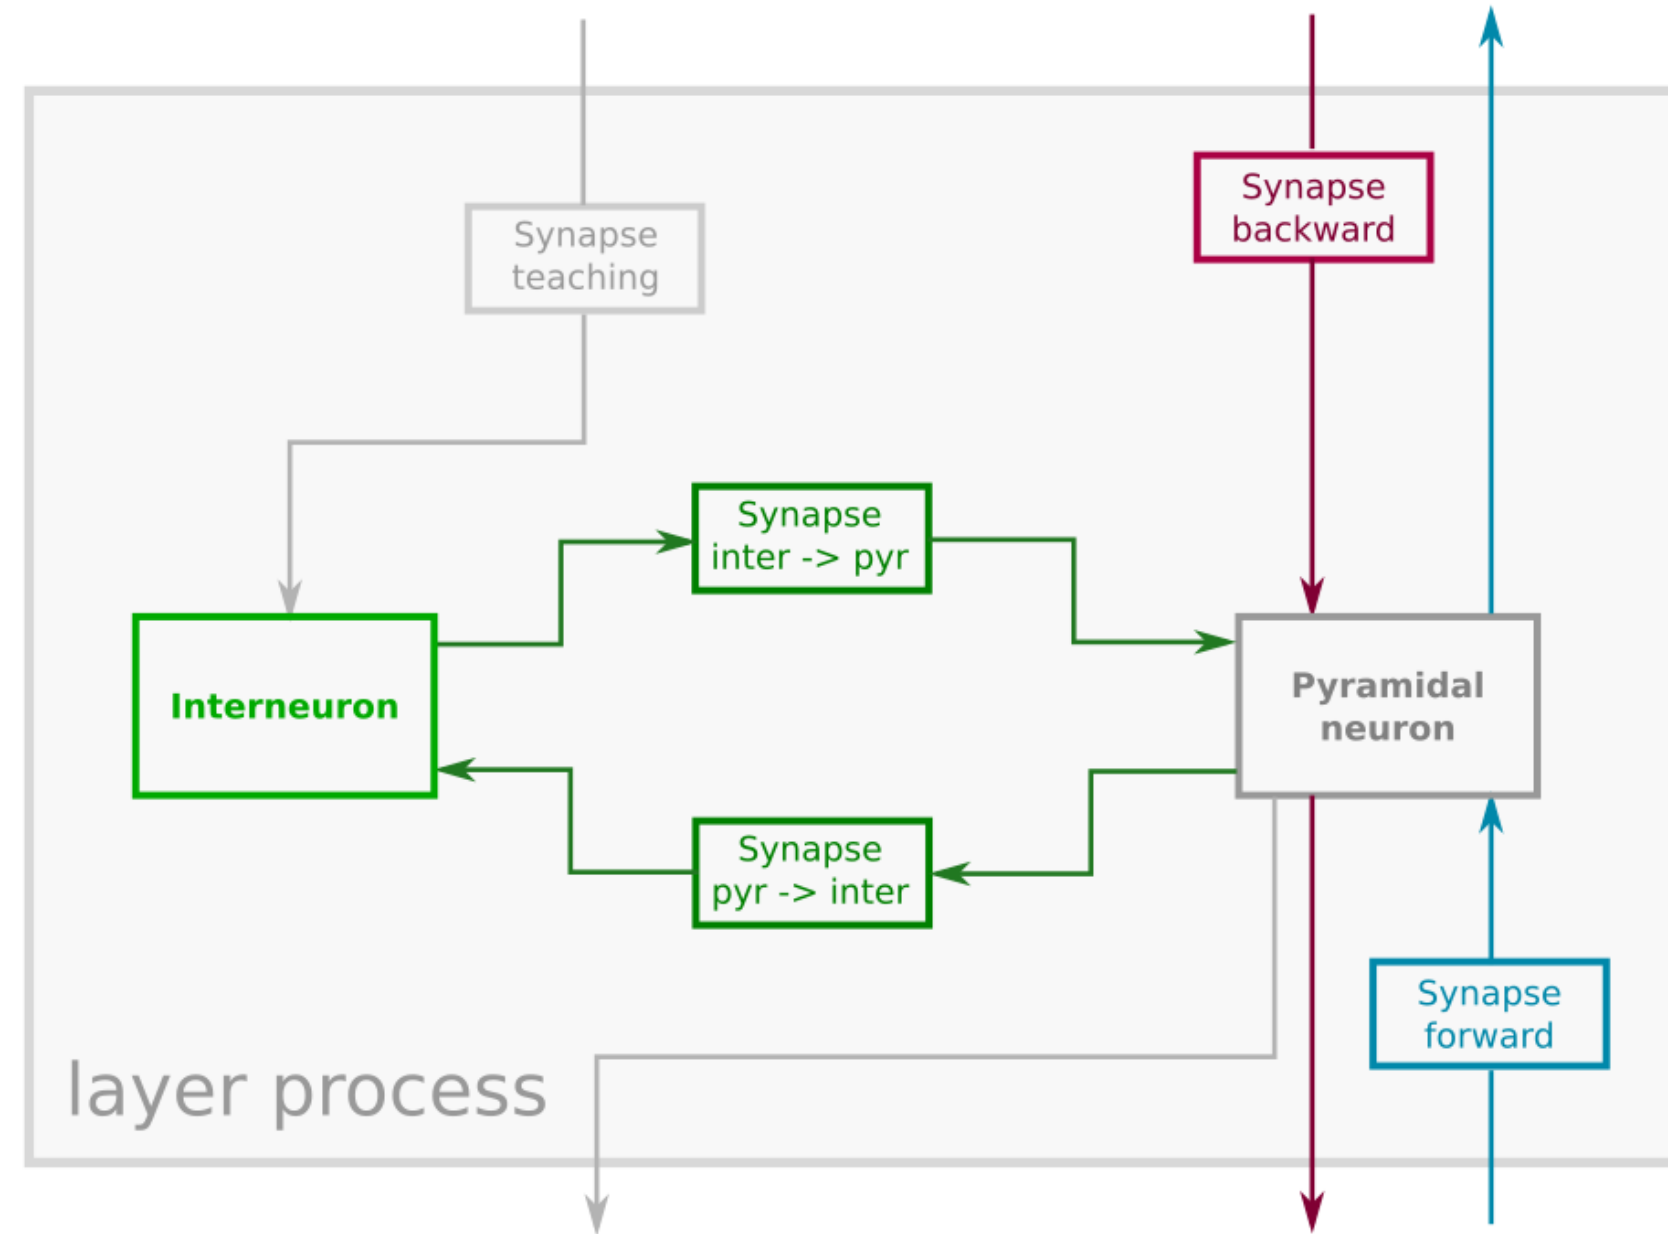 Synapse
teaching
Synapse
backward
Synapse
inter -> pyr
Interneuron
Pyramidal
neuron
Synapse
pyr -> inter
Synapse
forward
layer process